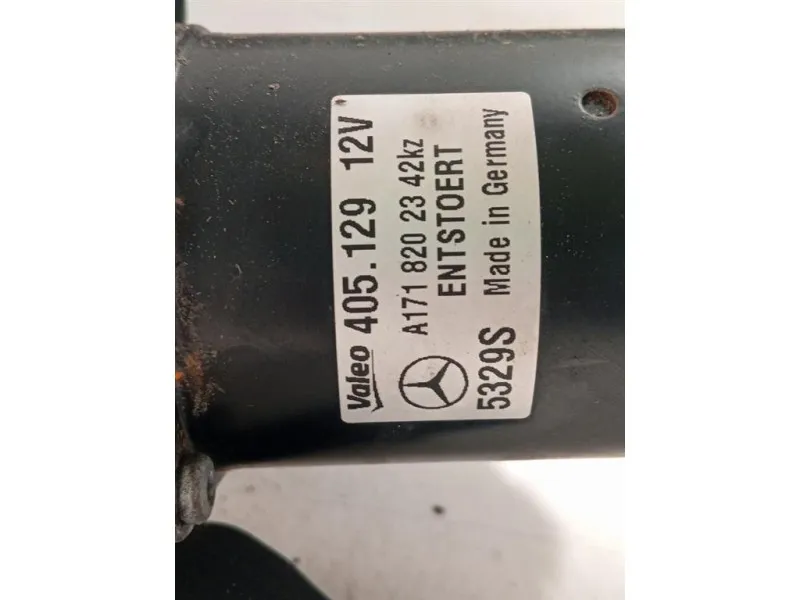 Valeo 405.129 12V
A171 820 23 42kz
ENTSTOERT
5329S Made in Germany